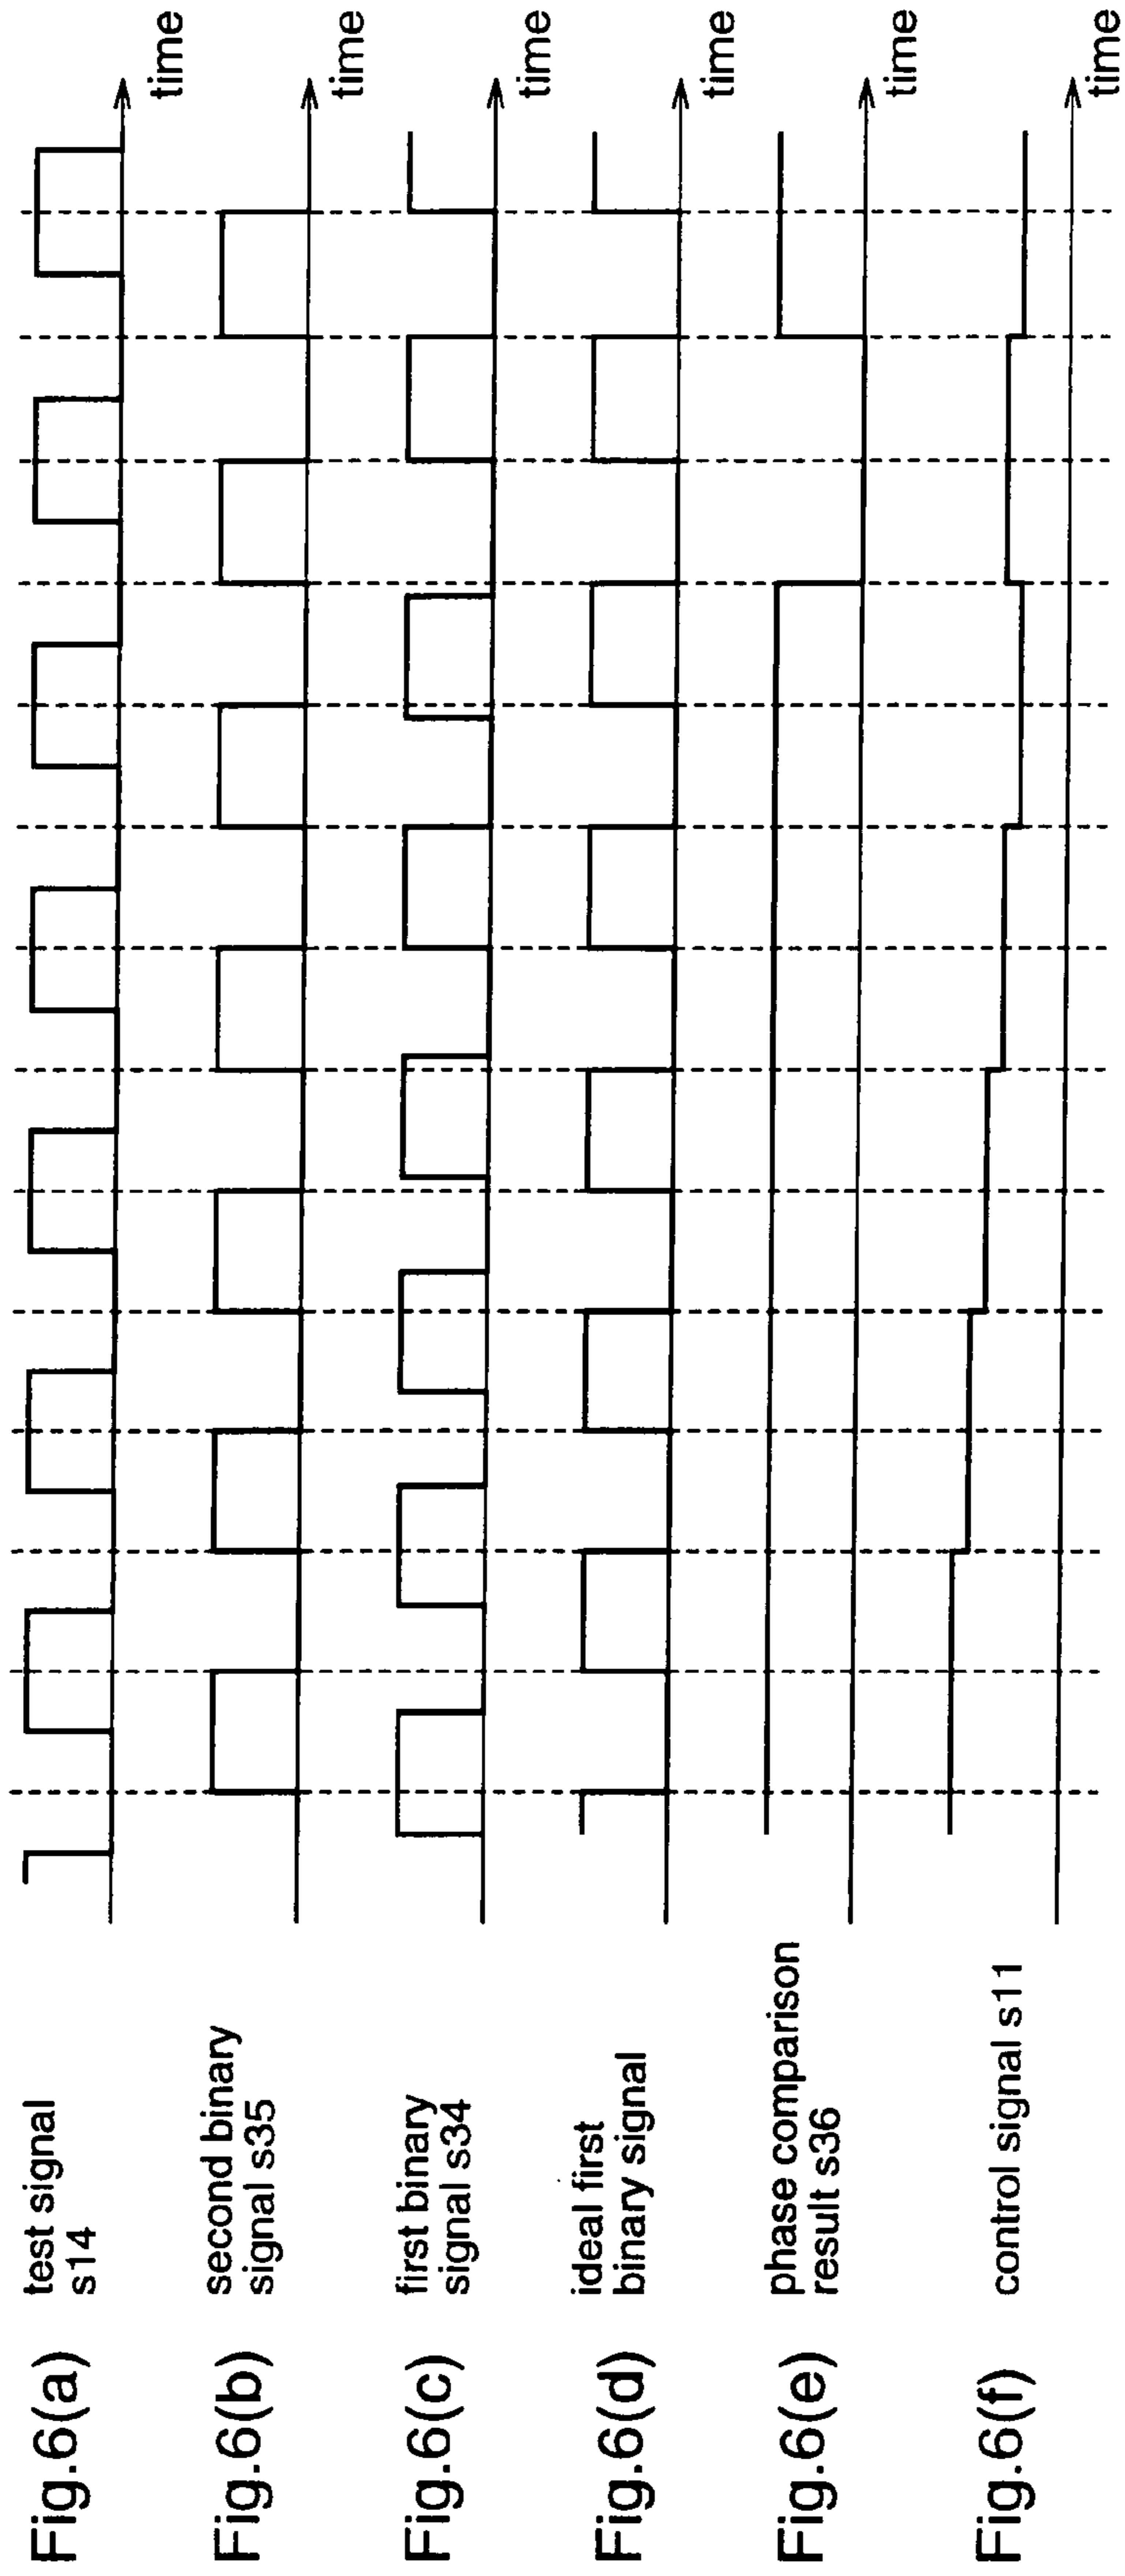 Fig.6(a)
test signal
s14
time
Fig.6(b)
second binary
signal s35
time
Fig.6(c)
first binary
signal s34
time
Fig.6(d)
ideal first
binary signal
time
Fig.6(e)
phase comparison
result s36
time
Fig.6(f)
control signal s11
time